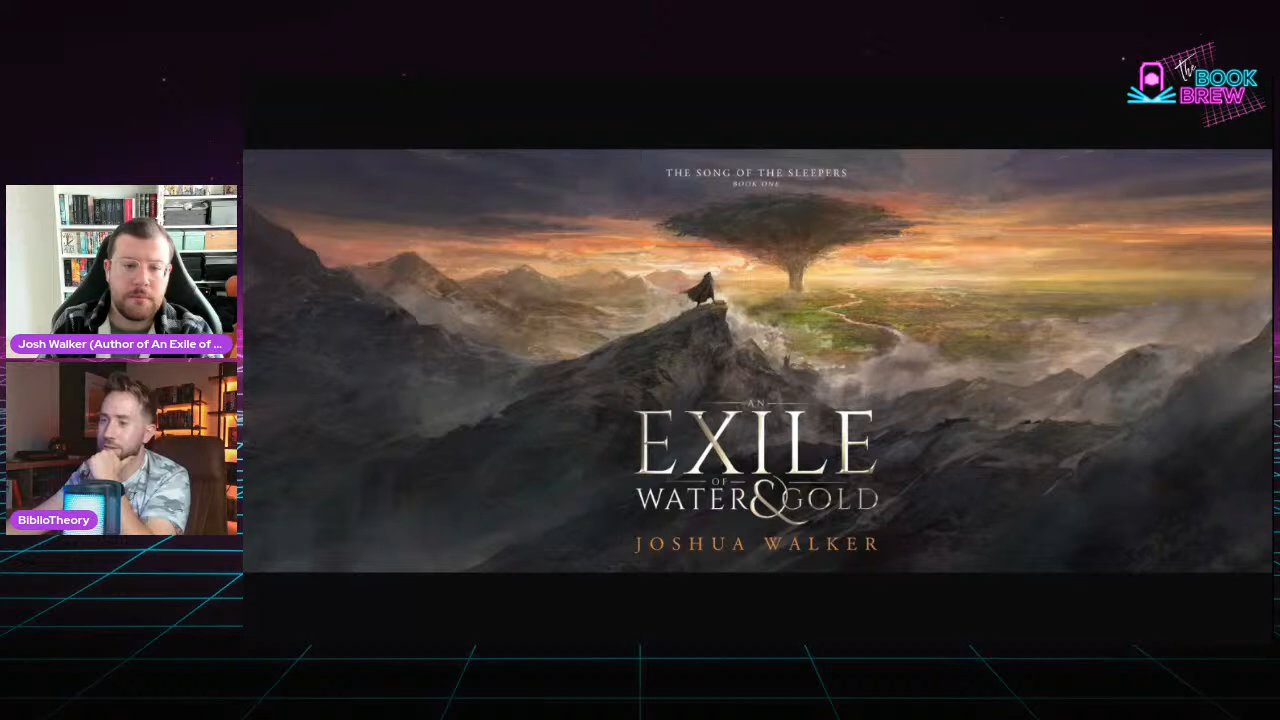 the
BOOK
BREW
THE SONG OF THE SLEEPERS
BOOK ONE
AN
EXILE
OF
WATER & GOLD
JOSHUA WALKER
Josh Walker (Author of An Exile of ...
BiblioTheory